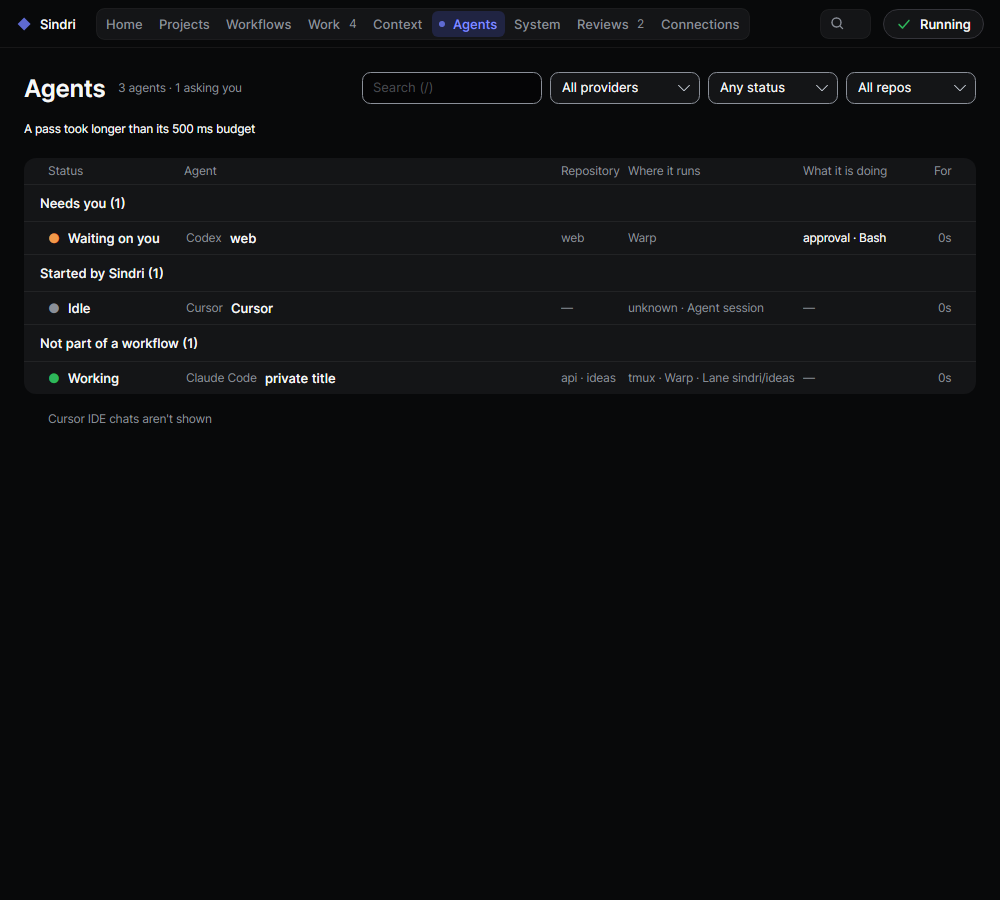 Sindri Home Projects Workflows Work 4 Context Agents System Reviews 2 Connections Running
Agents 3 agents · 1 asking you Search (/) All providers Any status All repos
A pass took longer than its 500 ms budget
Status Agent Repository Where it runs What it is doing For
Needs you (1)
Waiting on you Codex web web Warp approval · Bash 0s
Started by Sindri (1)
Idle Cursor Cursor — unknown · Agent session — 0s
Not part of a workflow (1)
Working Claude Code private title api · ideas tmux · Warp · Lane sindri/ideas — 0s
Cursor IDE chats aren't shown